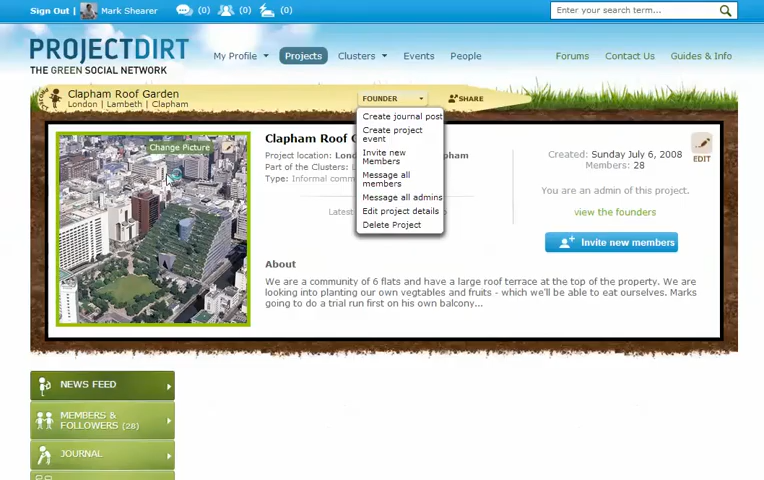 Sign Out | Mark Shearer (0) (0) (0)
Enter your search term...
PROJECTDIRT
THE GREEN SOCIAL NETWORK
My Profile Projects Clusters Events People
Forums Contact Us Guides & Info
Clapham Roof Garden
London | Lambeth | Clapham
FOUNDER
SHARE
Create journal post
Create project
event
Invite new
Members
Message all
members
Message all admins
Edit project details
Delete Project
Change Picture
Clapham Roof
Project location: Lon
pham
Part of the Clusters:
Type: Informal comm
Latest
Created: Sunday July 6, 2008
Members: 28
EDIT
You are an admin of this project.
view the founders
Invite new members
About
We are a community of 6 flats and have a large roof terrace at the top of the property. We are
looking into planting our own vegtables and fruits - which we'll be able to eat ourselves. Marks
going to do a trial run first on his own balcony...
NEWS FEED
MEMBERS &
FOLLOWERS (28)
JOURNAL